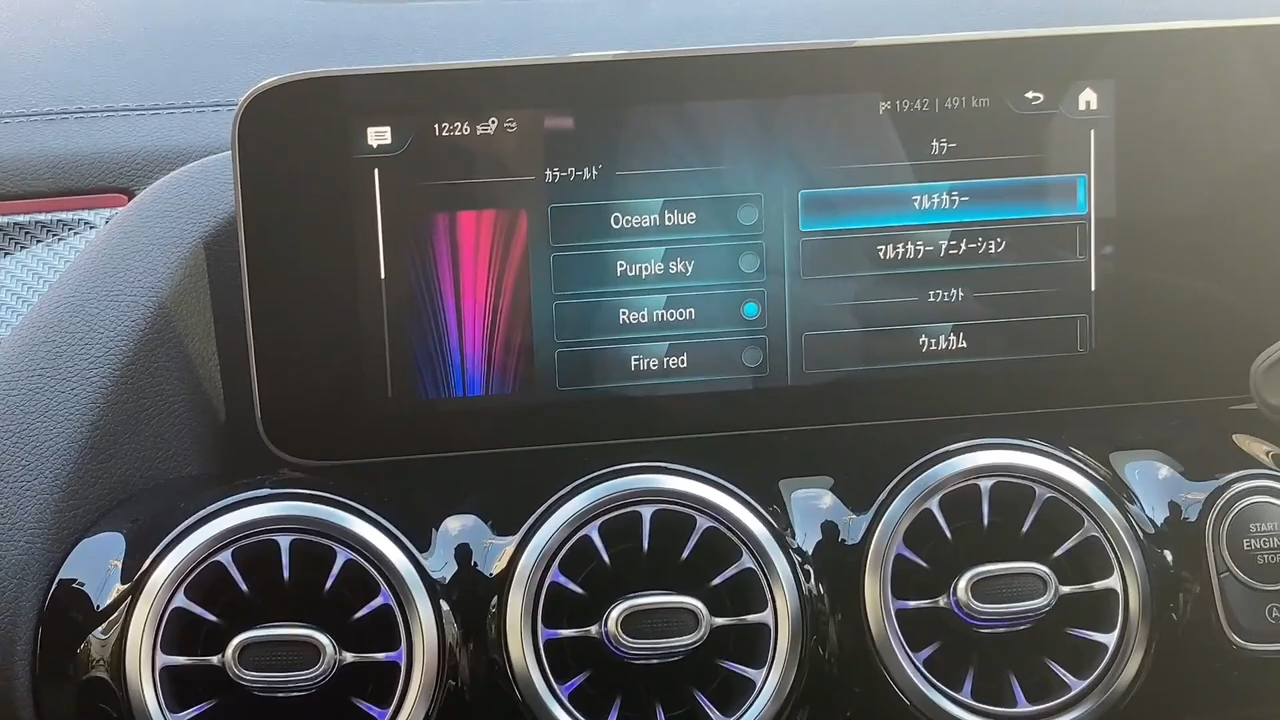 12:26
19:42 | 491 km
カラーワールド
Ocean blue
Purple sky
Red moon
Fire red
カラー
マルチカラー
マルチカラー アニメーション
エフェクト
ウェルカム
START
ENGINE
STOP